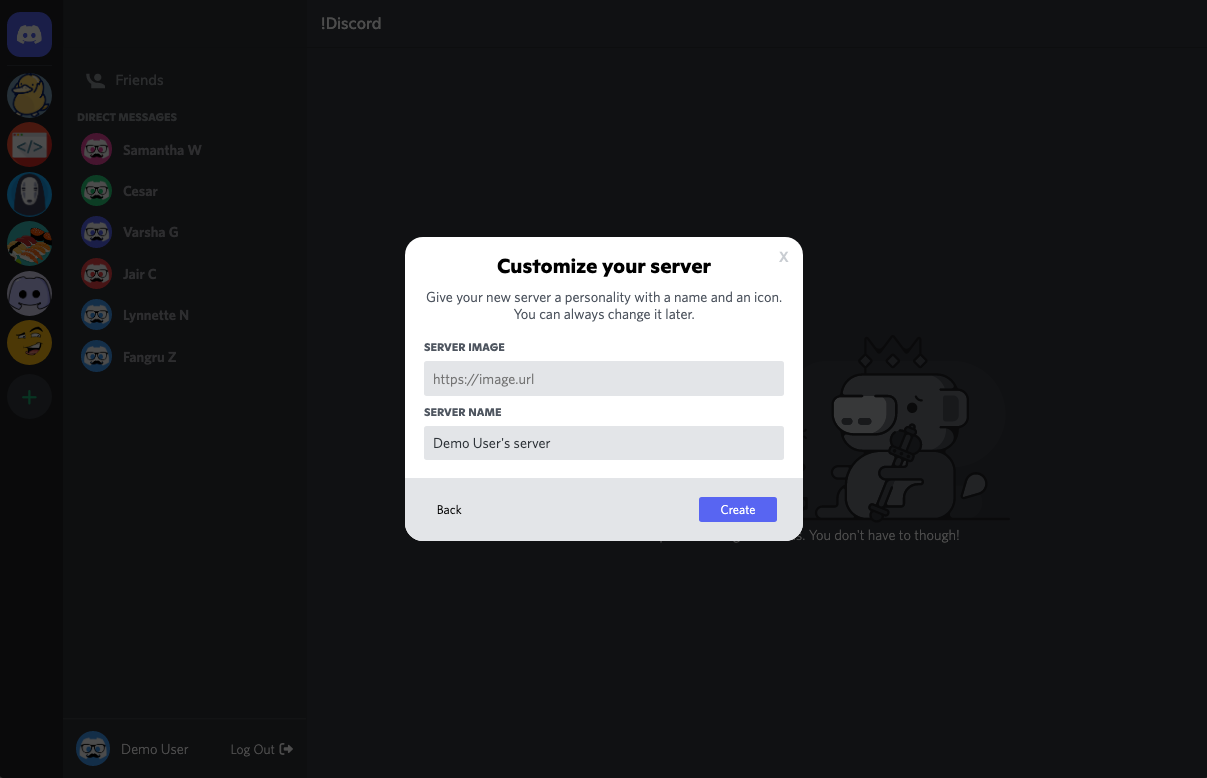 !Discord
Friends
DIRECT MESSAGES
Samantha W
Cesar
Varsha G
Jair C
Lynnette N
Fangru Z
Demo User
Log Out
X
Customize your server
Give your new server a personality with a name and an icon.
You can always change it later.
SERVER IMAGE
https://image.url
SERVER NAME
Demo User's server
Back
Create
You don't have to though!